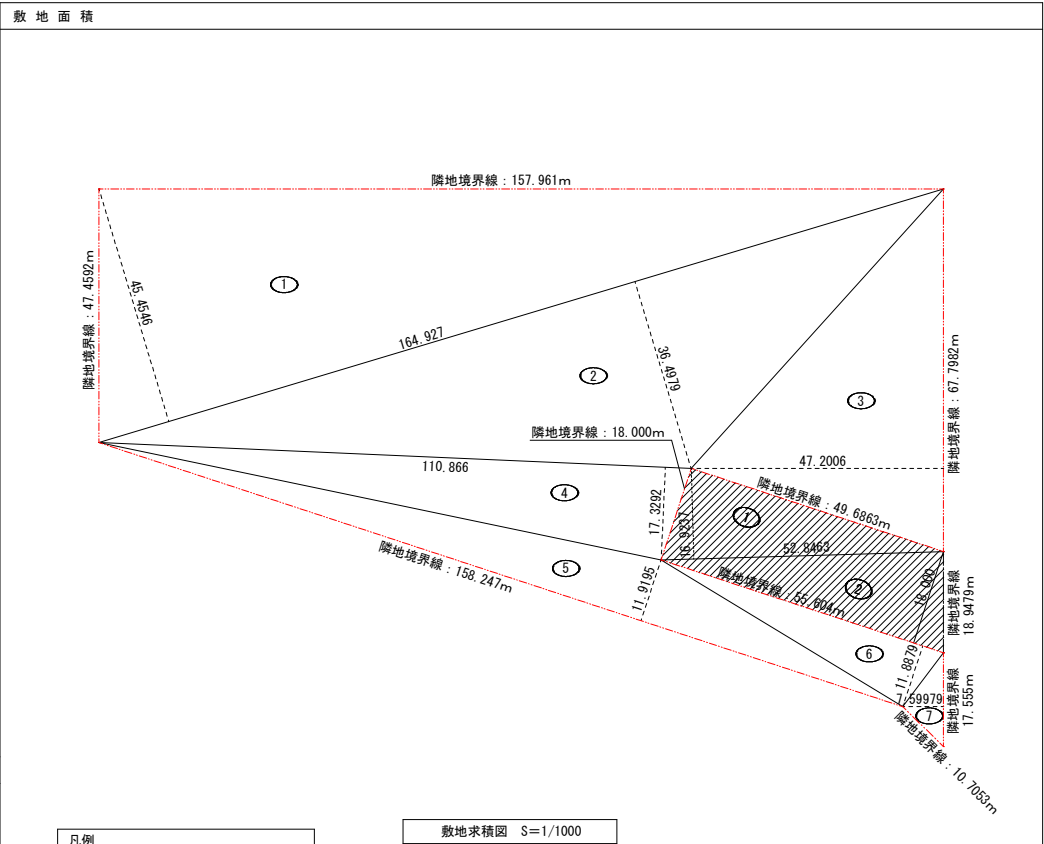 敷地面積
隣地境界線：157.961m
隣地境界線：47.4592m
45.4546
1
164.927
2
36.4979
3
隣地境界線：67.7982m
隣地境界線：18.000m
110.866
47.2006
4
17.3292
16.9237
1
隣地境界線：49.6863m
52.8463
5
隣地境界線：158.247m
11.9195
隣地境界線：55.604m
2
18.000
隣地境界線
18.9479m
6
11.8879
7.59979
7
隣地境界線
17.555m
隣地境界線：10.7053m
敷地求積図 S=1/1000
凡例